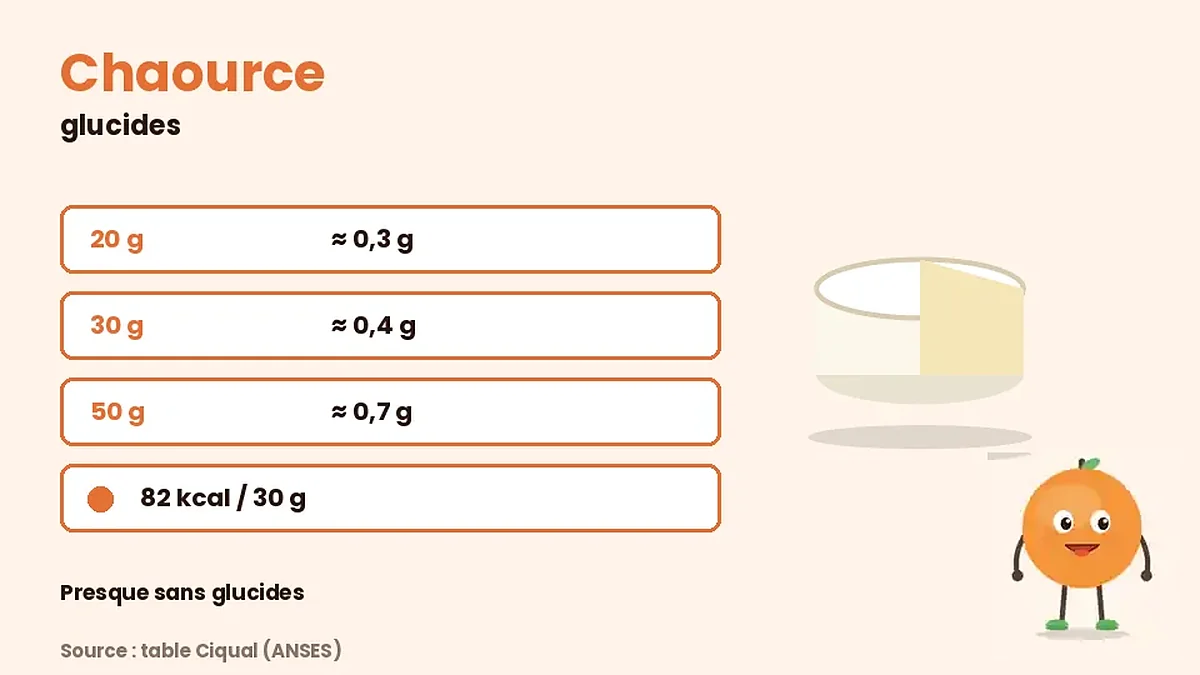 Chaource
glucides
20 g ≈ 0,3 g
30 g ≈ 0,4 g
50 g ≈ 0,7 g
82 kcal / 30 g
Presque sans glucides
Source : table Ciqual (ANSES)